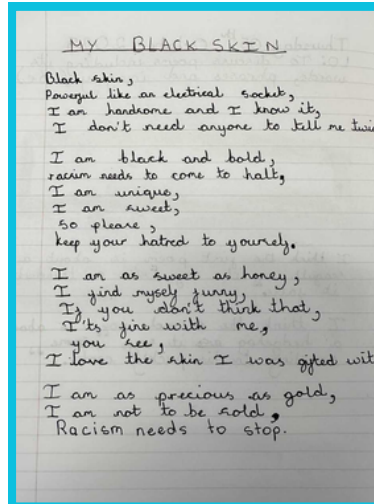 MY BLACK SKIN
Black skin,
Powerful like an electrical socket,
I am handsome and I know it,
I don't need anyone to tell me twic
I am black and bold,
racism needs to come to halt,
I am unique,
I am sweet,
So please,
keep your hatred to yourself.
I am as sweet as honey,
I find myself funny,
If you don't think that,
I'ts fine with me,
you see,
I love the skin I was gifted wit
I am as precious as gold,
I am not to be sold,
Racism needs to stop.